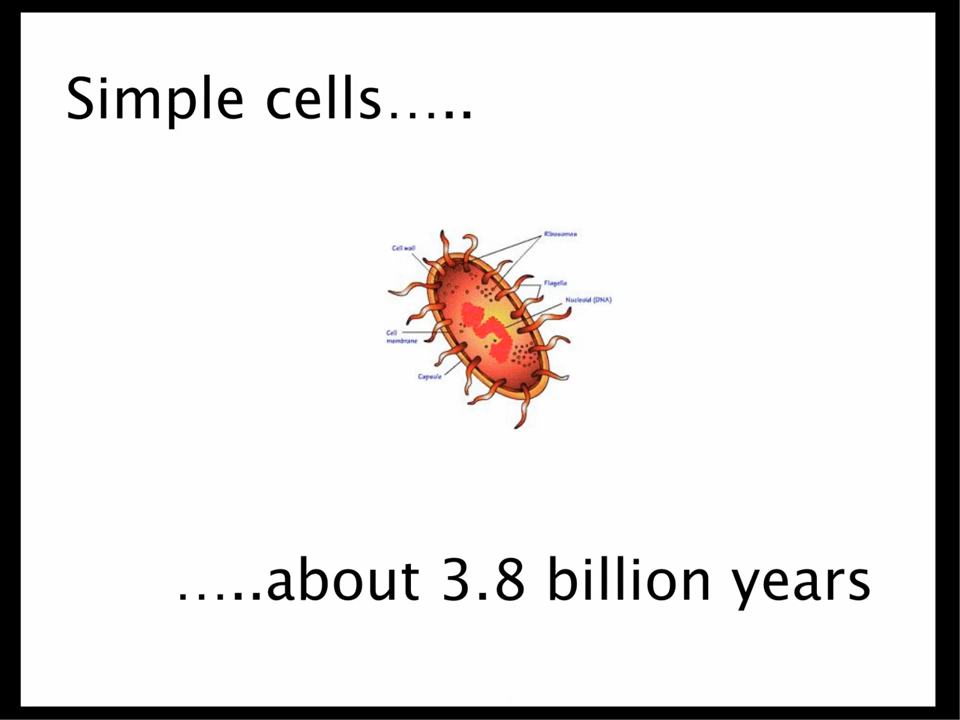 Simple cells…..
Ribosomes
Cell wall
Flagella
Nucleoid (DNA)
Cell
membrane
Capsule
…..about 3.8 billion years